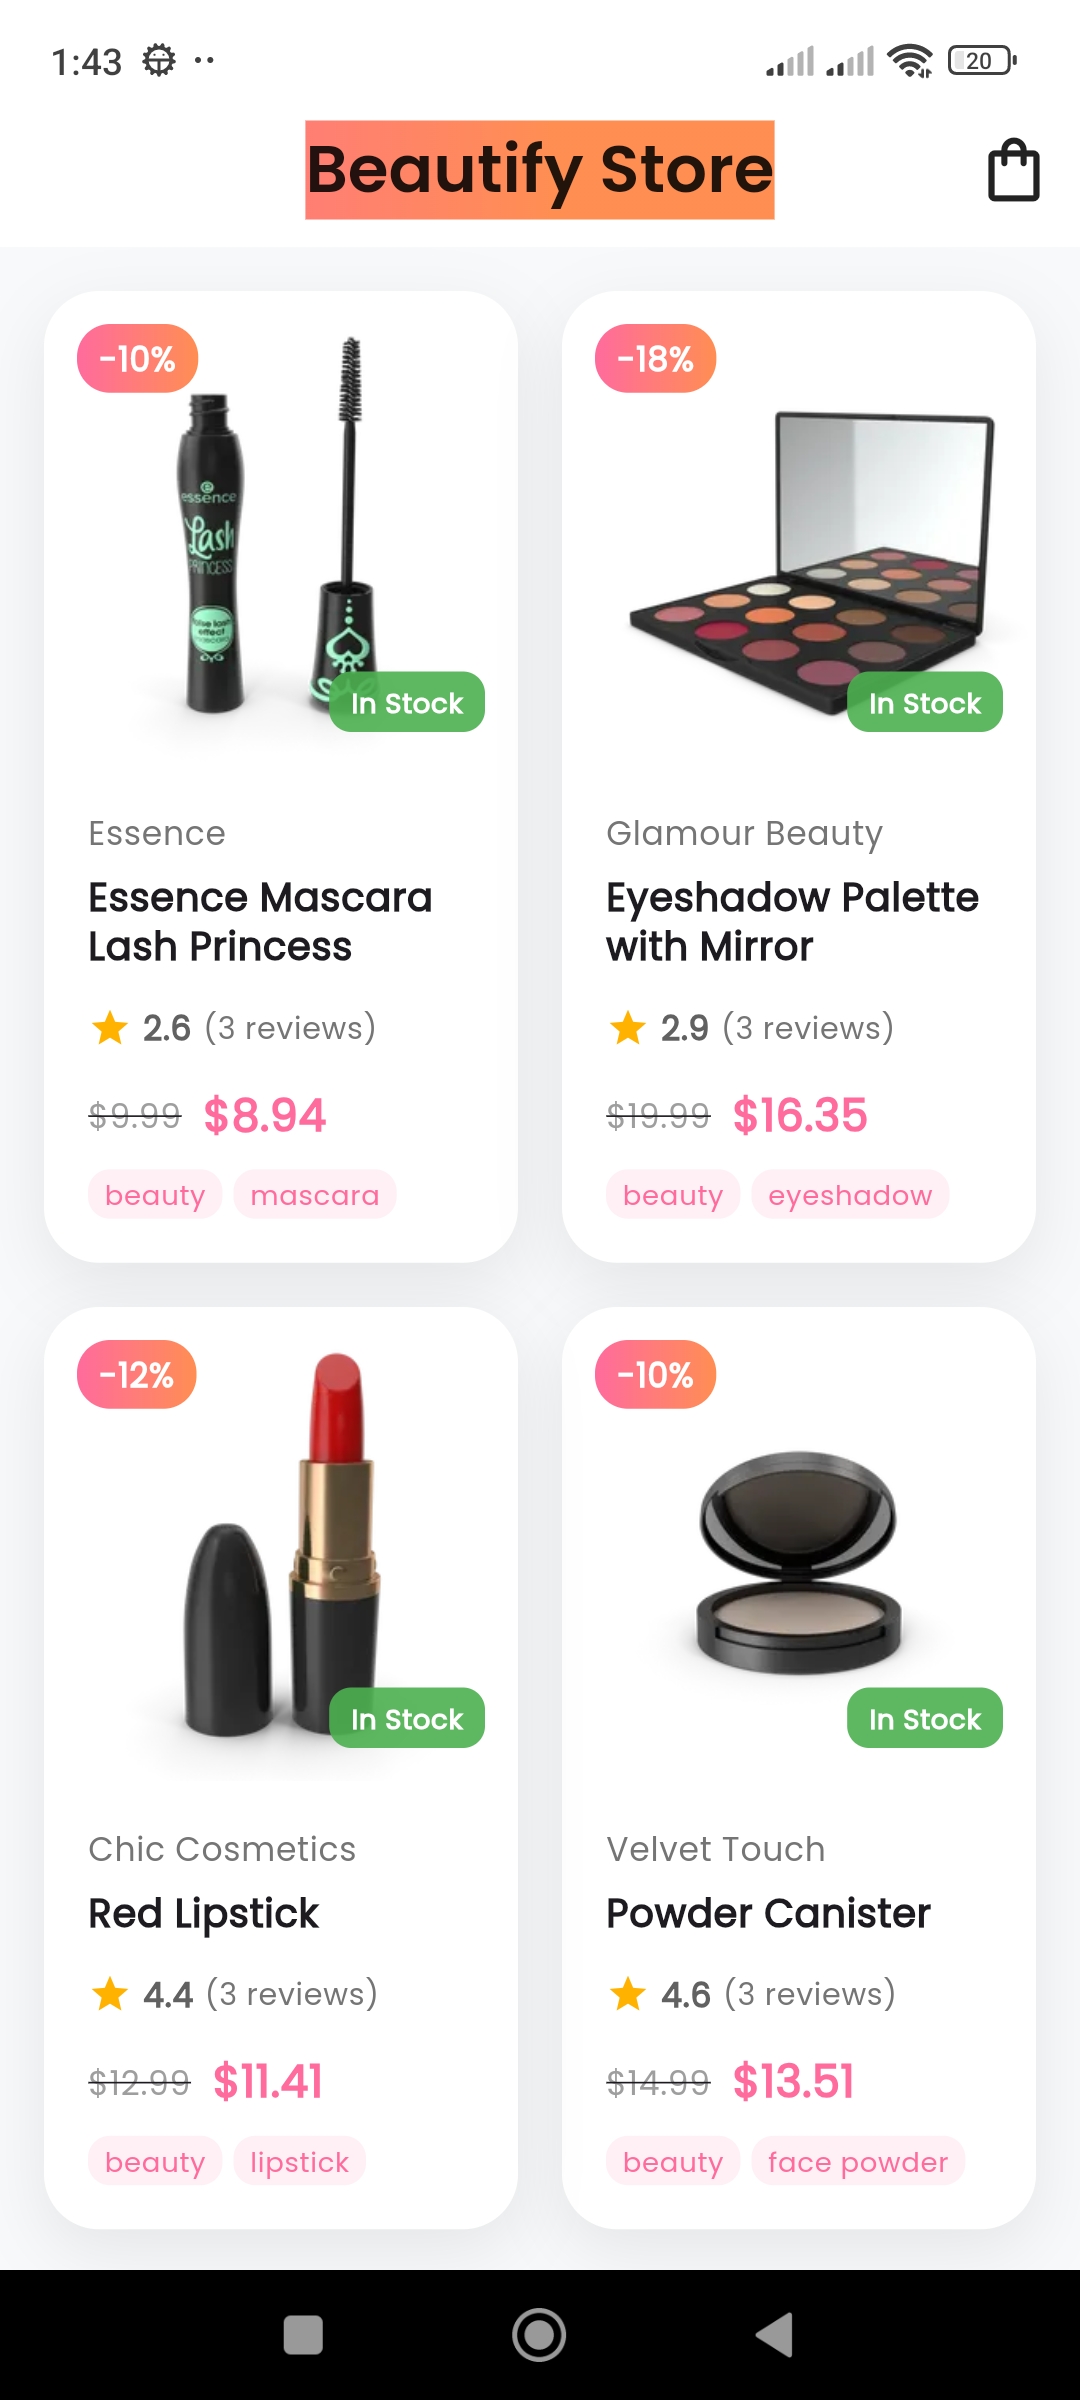 1:43
20
Beautify Store
-10%
essence
Lash
PRINCESS
false lash
effect
In Stock
Essence
Essence Mascara
Lash Princess
2.6 (3 reviews)
$9.99 $8.94
beauty mascara
-18%
In Stock
Glamour Beauty
Eyeshadow Palette
with Mirror
2.9 (3 reviews)
$19.99 $16.35
beauty eyeshadow
-12%
In Stock
Chic Cosmetics
Red Lipstick
4.4 (3 reviews)
$12.99 $11.41
beauty lipstick
-10%
In Stock
Velvet Touch
Powder Canister
4.6 (3 reviews)
$14.99 $13.51
beauty face powder